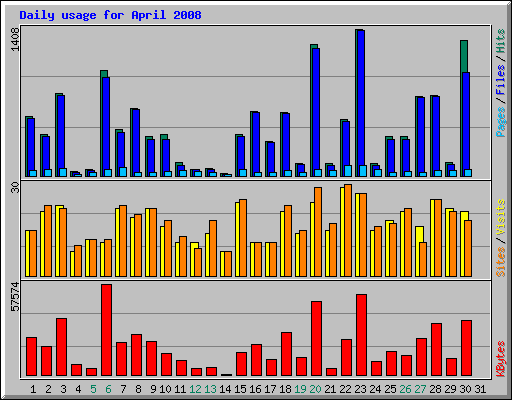 Daily usage for April 2008
1408
Pages / Files / Hits
30
Sites / Visits
57574
KBytes
1 2 3 4 5 6 7 8 9 10 11 12 13 14 15 16 17 18 19 20 21 22 23 24 25 26 27 28 29 30 31